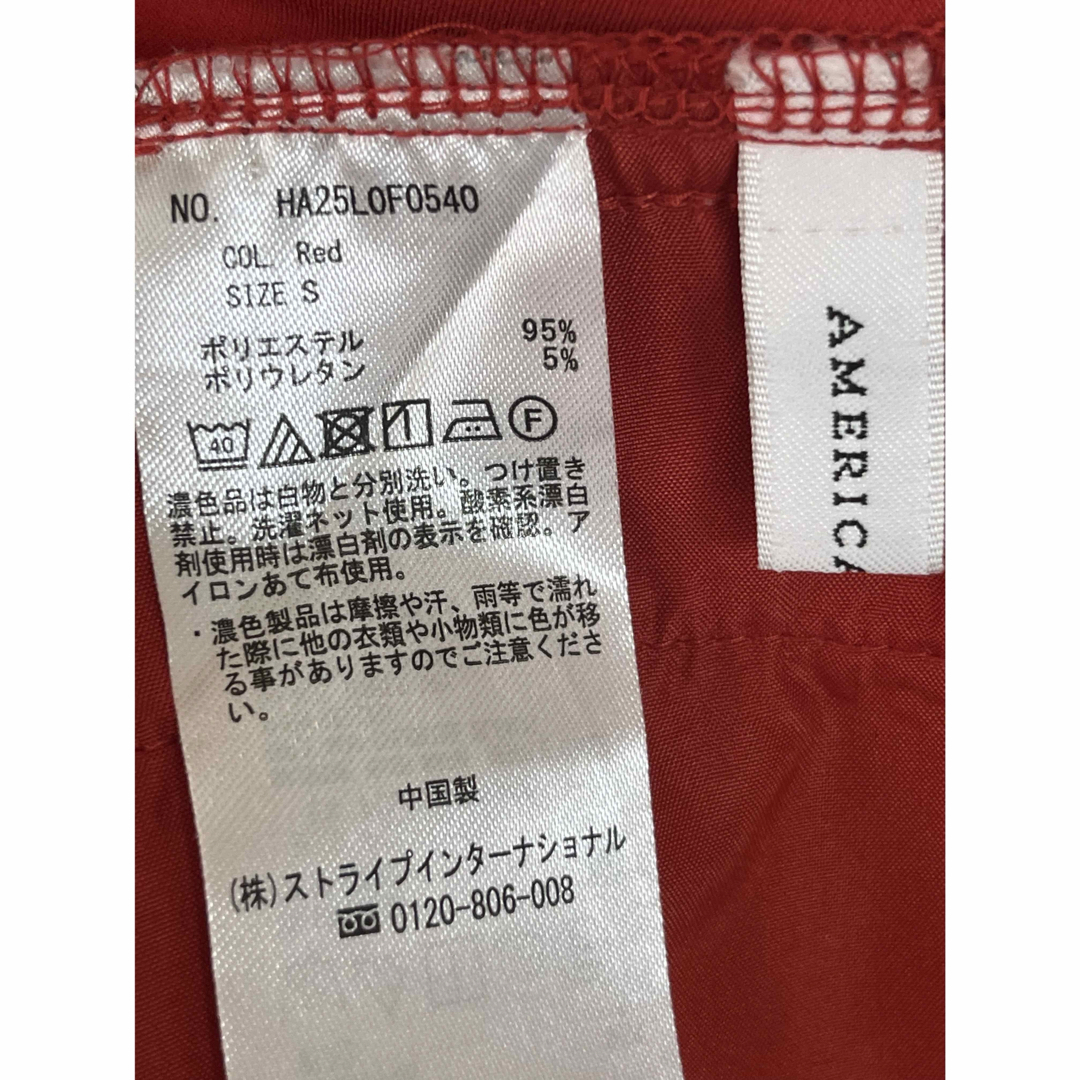 NO. HA25L0F0540
COL. Red
SIZE S
ポリエステル 95%
ポリウレタン 5%
40 F
濃色品は白物と分別洗い。つけ置き
禁止。洗濯ネット使用。酸素系漂白
剤使用時は漂白剤の表示を確認。ア
イロンあて布使用。
・濃色製品は摩擦や汗、雨等で濡れ
た際に他の衣類や小物類に色が移
る事がありますのでご注意くださ
い。
中国製
(株)ストライプインターナショナル
0120-806-008
AMERICA